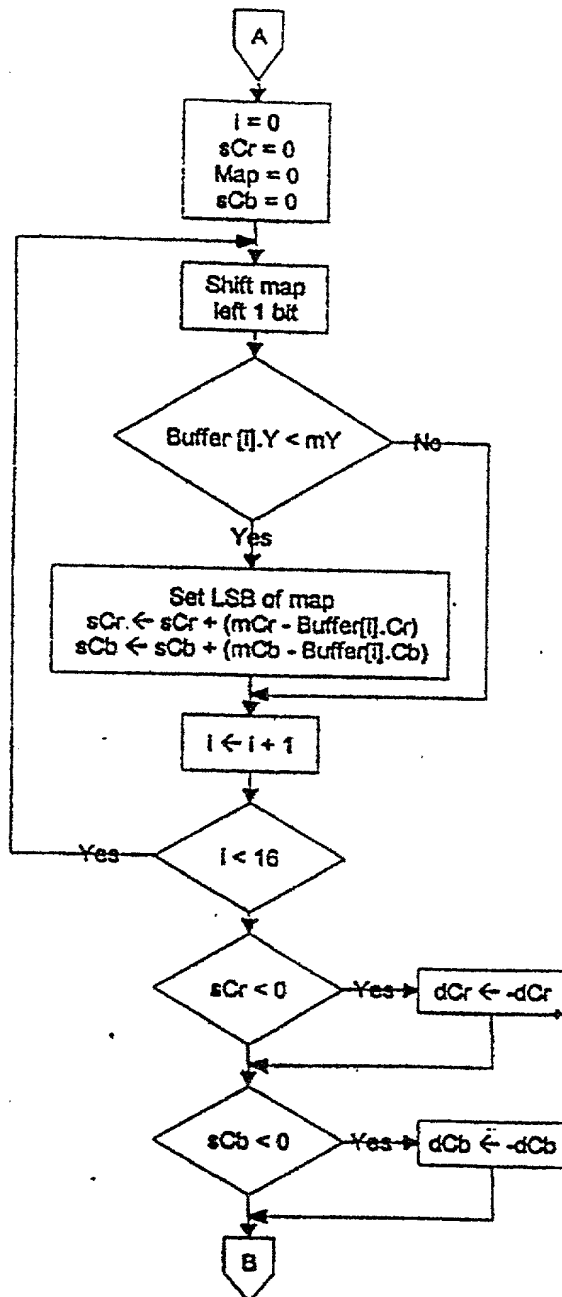 A
i = 0
sCr = 0
Map = 0
sCb = 0
Shift map
left 1 bit
Buffer [i].Y < mY
No
Yes
Set LSB of map
sCr ← sCr + (mCr - Buffer[i].Cr)
sCb ← sCb + (mCb - Buffer[i].Cb)
i ← i + 1
Yes
i < 16
sCr < 0
Yes
dCr ← -dCr
sCb < 0
Yes
dCb ← -dCb
B